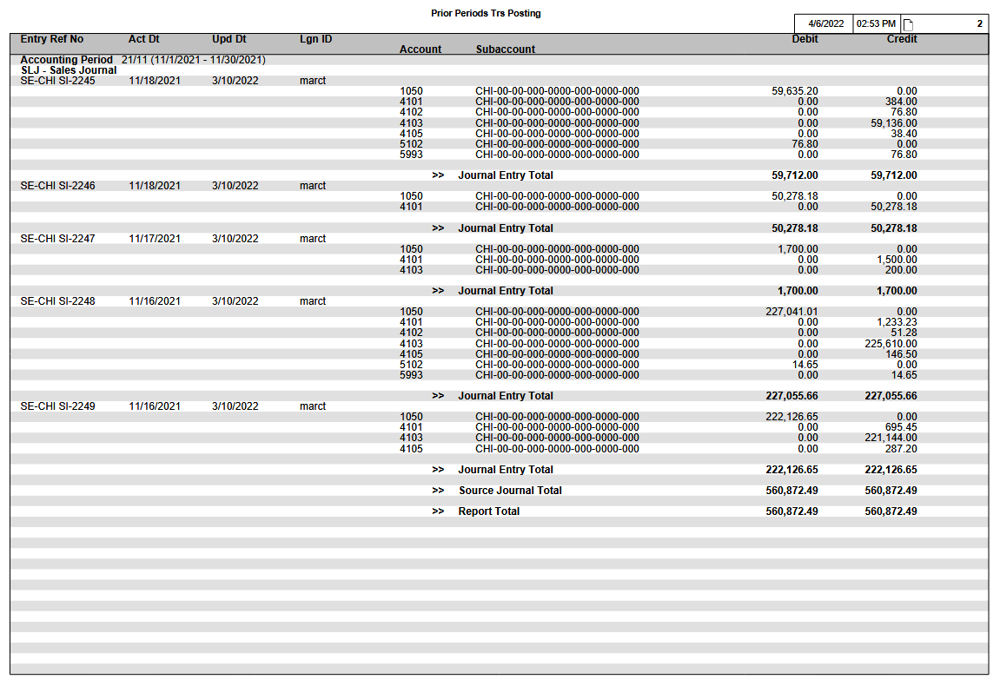 Prior Periods Trs Posting
4/6/2022 02:53 PM 2
Entry Ref No Act Dt Upd Dt Lgn ID Debit Credit
Account Subaccount
Accounting Period 21/11 (11/1/2021 - 11/30/2021)
SLJ - Sales Journal
SE-CHI SI-2245 11/18/2021 3/10/2022 marct
1050 CHI-00-00-000-0000-000-0000-000 59,635.20 0.00
4101 CHI-00-00-000-0000-000-0000-000 0.00 384.00
4102 CHI-00-00-000-0000-000-0000-000 0.00 76.80
4103 CHI-00-00-000-0000-000-0000-000 0.00 59,136.00
4105 CHI-00-00-000-0000-000-0000-000 0.00 38.40
5102 CHI-00-00-000-0000-000-0000-000 76.80 0.00
5993 CHI-00-00-000-0000-000-0000-000 0.00 76.80
>> Journal Entry Total 59,712.00 59,712.00
SE-CHI SI-2246 11/18/2021 3/10/2022 marct
1050 CHI-00-00-000-0000-000-0000-000 50,278.18 0.00
4101 CHI-00-00-000-0000-000-0000-000 0.00 50,278.18
>> Journal Entry Total 50,278.18 50,278.18
SE-CHI SI-2247 11/17/2021 3/10/2022 marct
1050 CHI-00-00-000-0000-000-0000-000 1,700.00 0.00
4101 CHI-00-00-000-0000-000-0000-000 0.00 1,500.00
4103 CHI-00-00-000-0000-000-0000-000 0.00 200.00
>> Journal Entry Total 1,700.00 1,700.00
SE-CHI SI-2248 11/16/2021 3/10/2022 marct
1050 CHI-00-00-000-0000-000-0000-000 227,041.01 0.00
4101 CHI-00-00-000-0000-000-0000-000 0.00 1,233.23
4102 CHI-00-00-000-0000-000-0000-000 0.00 51.28
4103 CHI-00-00-000-0000-000-0000-000 0.00 225,610.00
4105 CHI-00-00-000-0000-000-0000-000 0.00 146.50
5102 CHI-00-00-000-0000-000-0000-000 14.65 0.00
5993 CHI-00-00-000-0000-000-0000-000 0.00 14.65
>> Journal Entry Total 227,055.66 227,055.66
SE-CHI SI-2249 11/16/2021 3/10/2022 marct
1050 CHI-00-00-000-0000-000-0000-000 222,126.65 0.00
4101 CHI-00-00-000-0000-000-0000-000 0.00 695.45
4103 CHI-00-00-000-0000-000-0000-000 0.00 221,144.00
4105 CHI-00-00-000-0000-000-0000-000 0.00 287.20
>> Journal Entry Total 222,126.65 222,126.65
>> Source Journal Total 560,872.49 560,872.49
>> Report Total 560,872.49 560,872.49